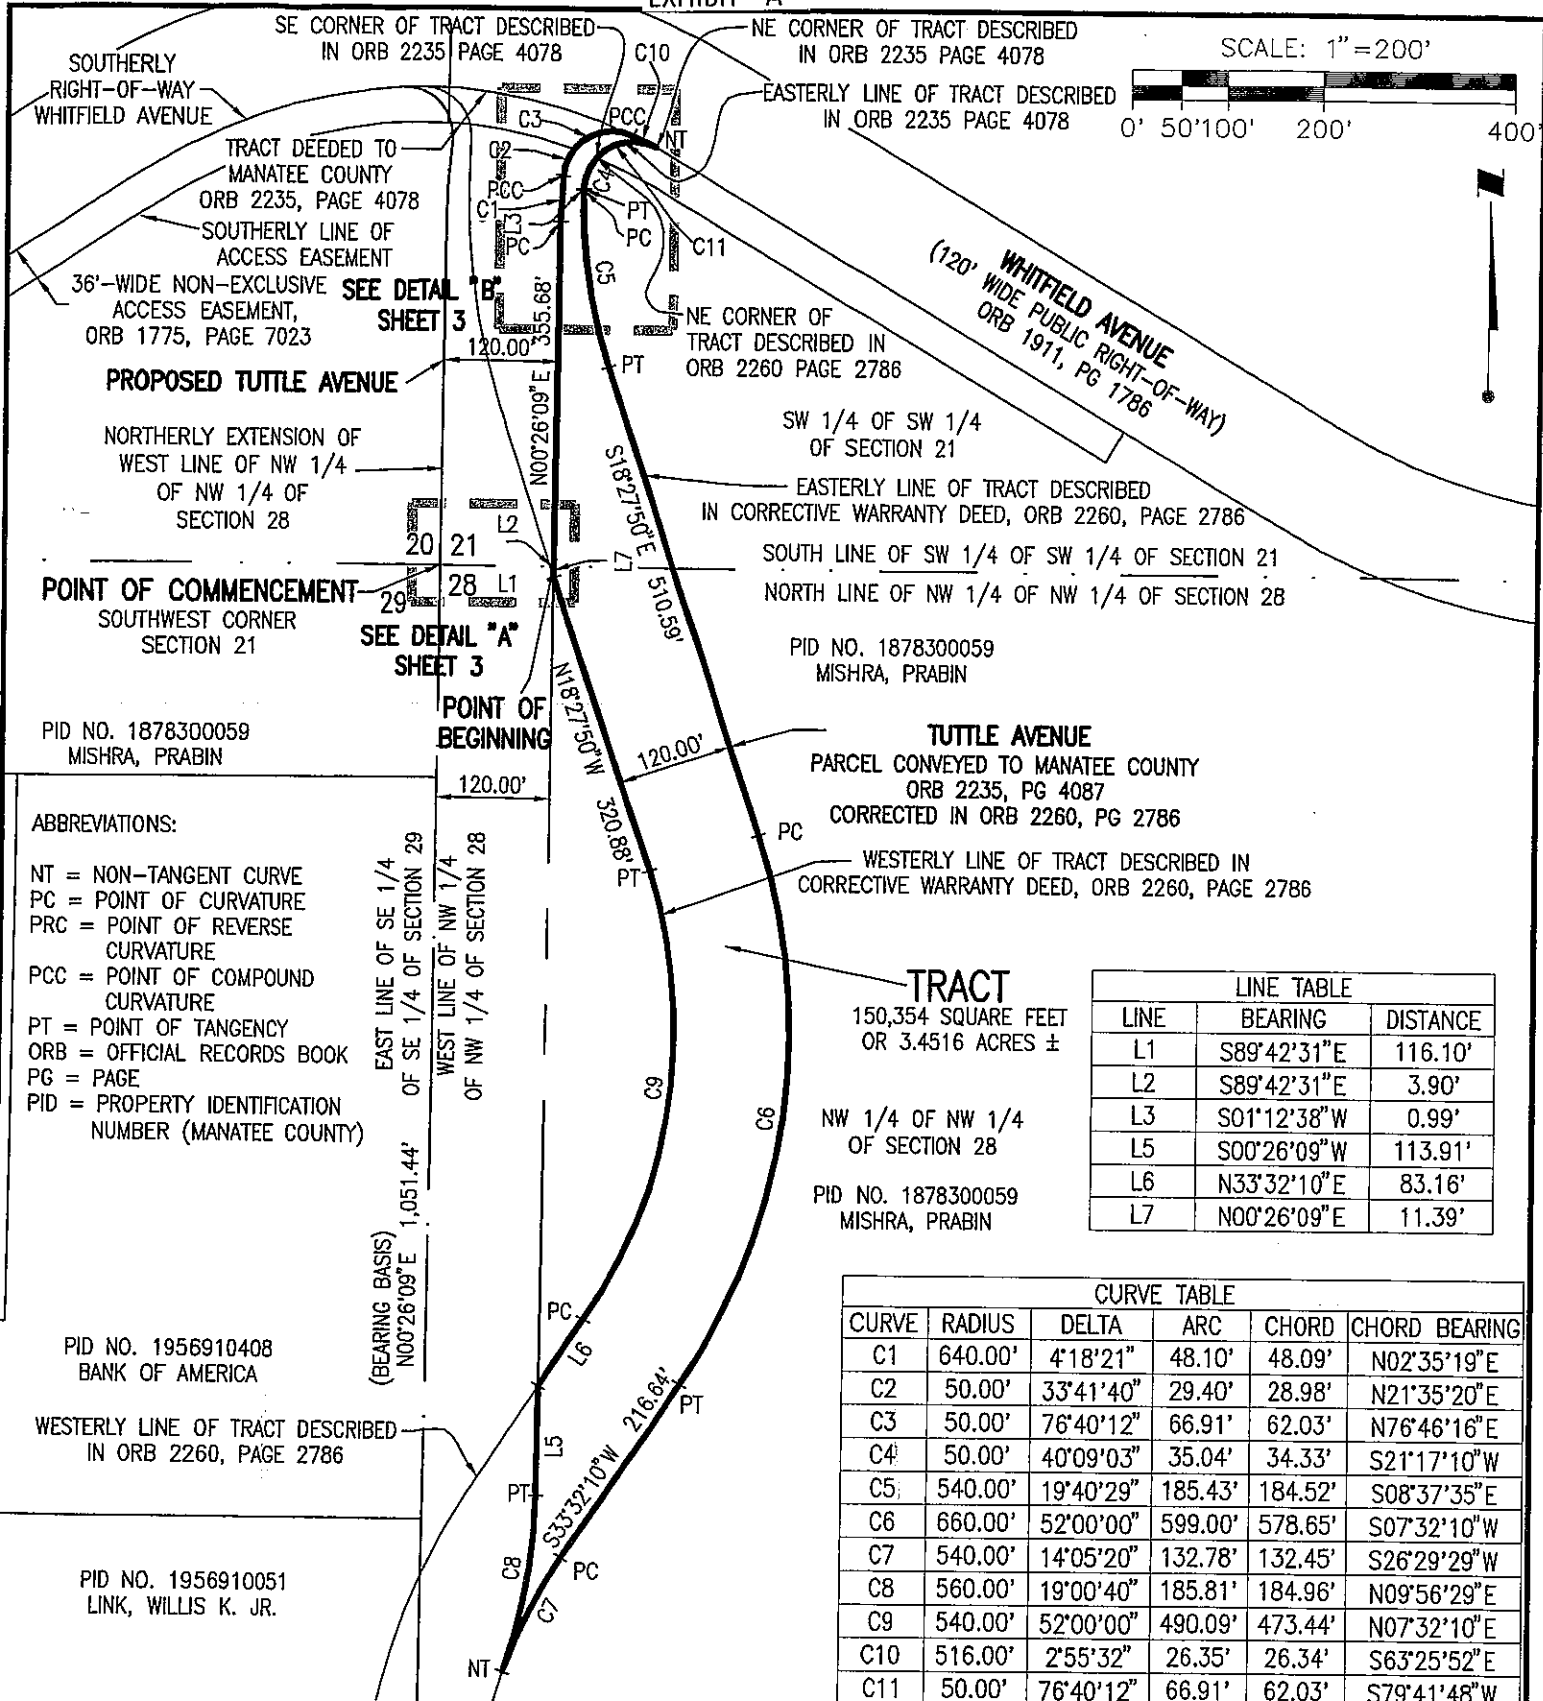 EXHIBIT "A"
SE CORNER OF TRACT DESCRIBED
IN ORB 2235 PAGE 4078
C10
NE CORNER OF TRACT DESCRIBED
IN ORB 2235 PAGE 4078
SCALE: 1"=200'
0' 50'100' 200' 400'
SOUTHERLY
RIGHT-OF-WAY
WHITFIELD AVENUE
EASTERLY LINE OF TRACT DESCRIBED
IN ORB 2235 PAGE 4078
C3
PCC
NT
TRACT DEEDED TO
MANATEE COUNTY
ORB 2235, PAGE 4078
C2
PCC
C4
C1
L3
PT
PC
PC
C11
SOUTHERLY LINE OF
ACCESS EASEMENT
36'-WIDE NON-EXCLUSIVE
ACCESS EASEMENT,
ORB 1775, PAGE 7023
SEE DETAIL "B"
SHEET 3
C5
WHITFIELD AVENUE
(120' WIDE PUBLIC RIGHT-OF-WAY)
ORB 1911, PG 1786
NE CORNER OF
TRACT DESCRIBED IN
ORB 2260 PAGE 2786
120.00'
N00°26'09"E 355.68'
PT
PROPOSED TUTTLE AVENUE
SW 1/4 OF SW 1/4
OF SECTION 21
NORTHERLY EXTENSION OF
WEST LINE OF NW 1/4
OF NW 1/4 OF
SECTION 28
S18°27'50"E 510.59'
EASTERLY LINE OF TRACT DESCRIBED
IN CORRECTIVE WARRANTY DEED, ORB 2260, PAGE 2786
L2
20 21
L7
SOUTH LINE OF SW 1/4 OF SW 1/4 OF SECTION 21
NORTH LINE OF NW 1/4 OF NW 1/4 OF SECTION 28
POINT OF COMMENCEMENT
SOUTHWEST CORNER
SECTION 21
29
28 L1
SEE DETAIL "A"
SHEET 3
PID NO. 1878300059
MISHRA, PRABIN
N18°27'50"W 320.88'
POINT OF
BEGINNING
PID NO. 1878300059
MISHRA, PRABIN
120.00'
TUTTLE AVENUE
PARCEL CONVEYED TO MANATEE COUNTY
ORB 2235, PG 4087
CORRECTED IN ORB 2260, PG 2786
120.00'
PC
PT
WESTERLY LINE OF TRACT DESCRIBED IN
CORRECTIVE WARRANTY DEED, ORB 2260, PAGE 2786
ABBREVIATIONS:
NT = NON-TANGENT CURVE
PC = POINT OF CURVATURE
PRC = POINT OF REVERSE
CURVATURE
PCC = POINT OF COMPOUND
CURVATURE
PT = POINT OF TANGENCY
ORB = OFFICIAL RECORDS BOOK
PG = PAGE
PID = PROPERTY IDENTIFICATION
NUMBER (MANATEE COUNTY)
EAST LINE OF SE 1/4
OF SE 1/4 OF SECTION 29
WEST LINE OF NW 1/4
OF NW 1/4 OF SECTION 28
TRACT
150,354 SQUARE FEET
OR 3.4516 ACRES ±
C9
C6
NW 1/4 OF NW 1/4
OF SECTION 28
PID NO. 1878300059
MISHRA, PRABIN
LINE TABLE
LINE BEARING DISTANCE
L1 S89°42'31"E 116.10'
L2 S89°42'31"E 3.90'
L3 S01°12'38"W 0.99'
L5 S00°26'09"W 113.91'
L6 N33°32'10"E 83.16'
L7 N00°26'09"E 11.39'
(BEARING BASIS)
N00°26'09"E 1,051.44'
PC
L6
PID NO. 1956910408
BANK OF AMERICA
PT
S33°32'10"W 216.64'
WESTERLY LINE OF TRACT DESCRIBED
IN ORB 2260, PAGE 2786
L5
PT
PC
C8
C7
NT
PID NO. 1956910051
LINK, WILLIS K. JR.
CURVE TABLE
CURVE RADIUS DELTA ARC CHORD CHORD BEARING
C1 640.00' 4°18'21" 48.10' 48.09' N02°35'19"E
C2 50.00' 33°41'40" 29.40' 28.98' N21°35'20"E
C3 50.00' 76°40'12" 66.91' 62.03' N76°46'16"E
C4 50.00' 40°09'03" 35.04' 34.33' S21°17'10"W
C5 540.00' 19°40'29" 185.43' 184.52' S08°37'35"E
C6 660.00' 52°00'00" 599.00' 578.65' S07°32'10"W
C7 540.00' 14°05'20" 132.78' 132.45' S26°29'29"W
C8 560.00' 19°00'40" 185.81' 184.96' N09°56'29"E
C9 540.00' 52°00'00" 490.09' 473.44' N07°32'10"E
C10 516.00' 2°55'32" 26.35' 26.34' S63°25'52"E
C11 50.00' 76°40'12" 66.91' 62.03' S79°41'48"W